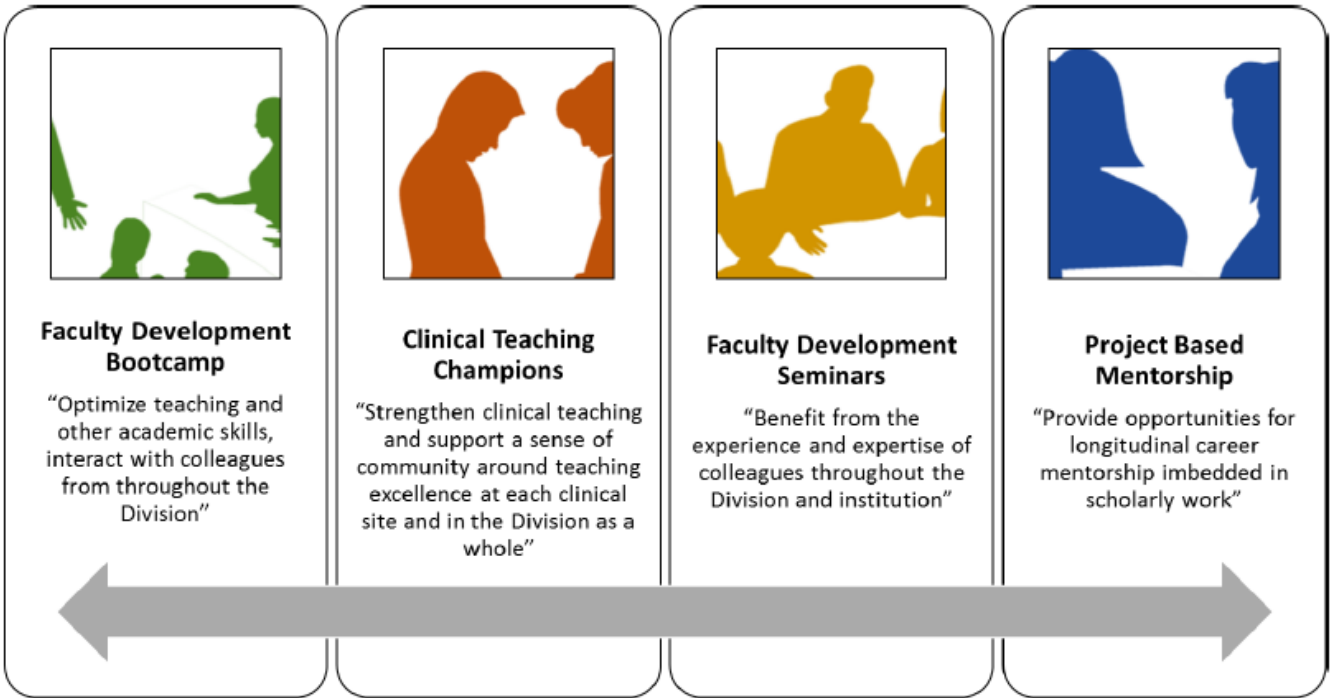 Faculty Development
Bootcamp
“Optimize teaching and
other academic skills,
interact with colleagues
from throughout the
Division”
Clinical Teaching
Champions
“Strengthen clinical teaching
and support a sense of
community around teaching
excellence at each clinical
site and in the Division as a
whole”
Faculty Development
Seminars
“Benefit from the
experience and expertise of
colleagues throughout the
Division and institution”
Project Based
Mentorship
“Provide opportunities for
longitudinal career
mentorship imbedded in
scholarly work”